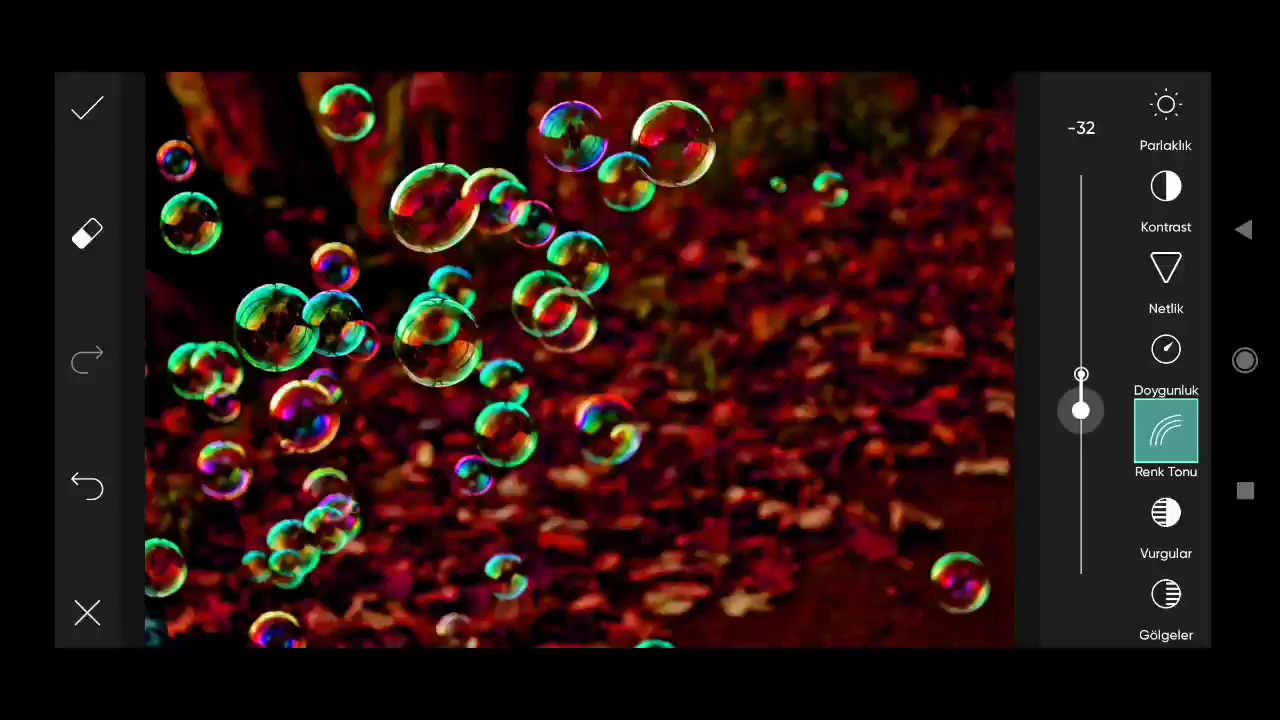 -32
Parlaklık
Kontrast
Netlik
Doygunluk
Renk Tonu
Vurgular
Gölgeler